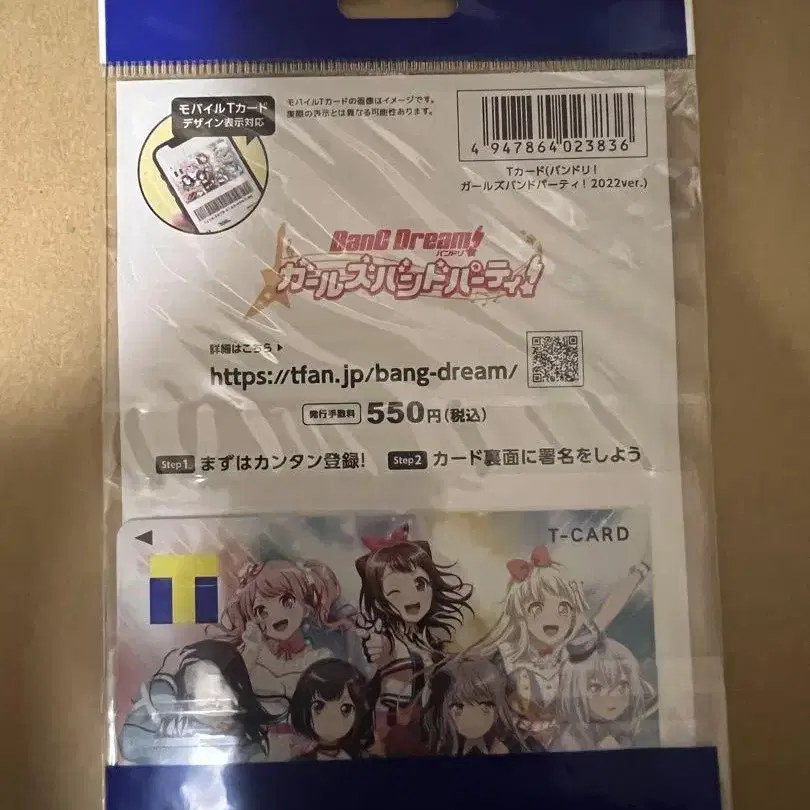 モバイルTカード
デザイン表示対応
モバイルTカードの画像はイメージです。
実際の表示とは異なる可能性あります。
4 947864 023836
Tカード(バンドリ!
ガールズバンドパーティ! 2022ver.)
BanG Dream!
バンドリ
ガールズバンドパーティ!
詳細はこちら
https://tfan.jp/bang-dream/
発行手数料 550円(税込)
Step1 まずはカンタン登録! Step2 カード裏面に署名をしよう
T-CARD
T